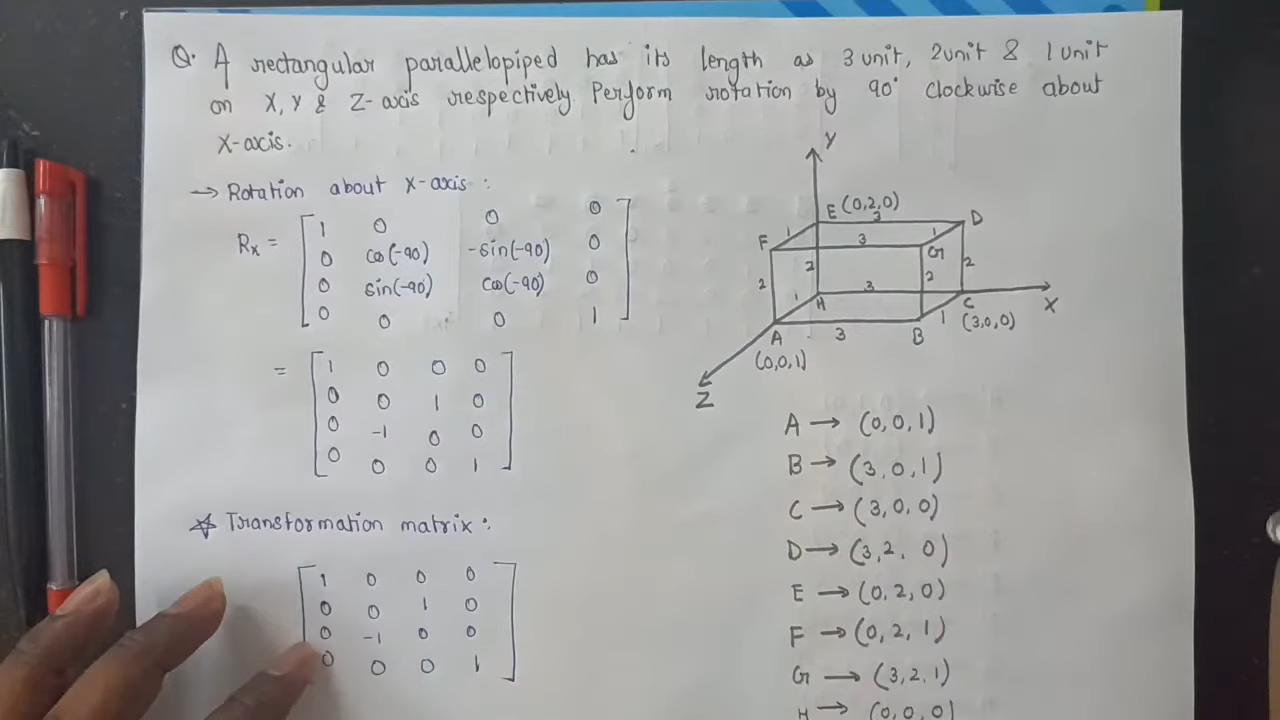 Q. A rectangular parallelopiped has its length as 3 unit, 2unit & 1 unit
on X, Y & Z-axis respectively. Perform rotation by 90° clockwise about
X-axis.
→ Rotation about X-axis :
Rx =
1 0 0 0
0 cos(-90) -sin(-90) 0
0 sin(-90) cos(-90) 0
0 0 0 1
=
1 0 0 0
0 0 1 0
0 -1 0 0
0 0 0 1
☆ Transformation matrix :
1 0 0 0
0 0 1 0
0 -1 0 0
0 0 0 1
Y
E (0,2,0)
3
D
F
1
3
1
G
2
2
2
2
1
H
3
C
X
(3,0,0)
A
3
B
1
(0,0,1)
Z
A → (0,0,1)
B → (3,0,1)
C → (3,0,0)
D → (3,2,0)
E → (0,2,0)
F → (0,2,1)
G → (3,2,1)
H → (0,0,0)